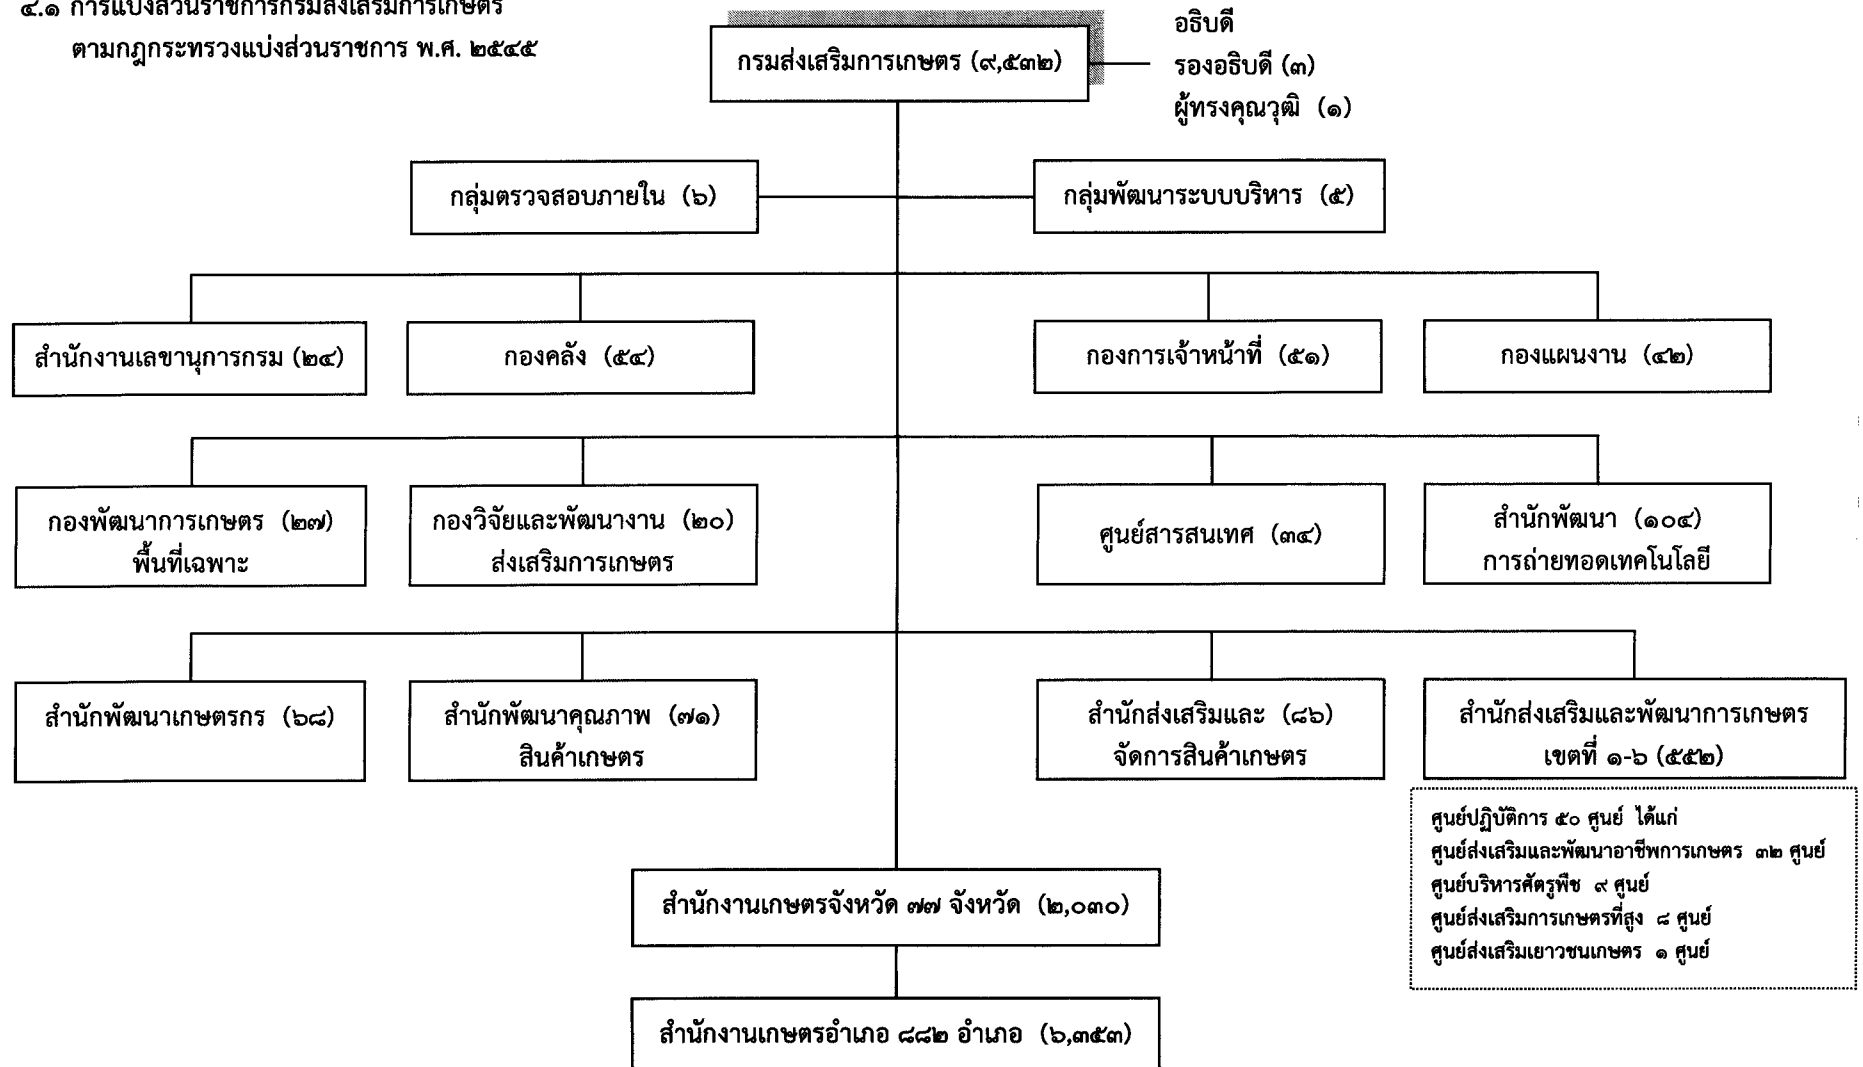 ๔.๑ การแบ่งส่วนราชการกรมส่งเสริมการเกษตร
ตามกฎกระทรวงแบ่งส่วนราชการ พ.ศ. ๒๕๔๕
กรมส่งเสริมการเกษตร (๙,๕๓๒)
อธิบดี
รองอธิบดี (๓)
ผู้ทรงคุณวุฒิ (๑)
กลุ่มตรวจสอบภายใน (๖)
กลุ่มพัฒนาระบบบริหาร (๕)
สำนักงานเลขานุการกรม (๒๔)
กองคลัง (๕๔)
กองการเจ้าหน้าที่ (๕๑)
กองแผนงาน (๔๒)
กองพัฒนาการเกษตร (๒๗)
พื้นที่เฉพาะ
กองวิจัยและพัฒนางาน (๒๐)
ส่งเสริมการเกษตร
ศูนย์สารสนเทศ (๓๔)
สำนักพัฒนา (๑๐๔)
การถ่ายทอดเทคโนโลยี
สำนักพัฒนาเกษตรกร (๖๘)
สำนักพัฒนาคุณภาพ (๗๑)
สินค้าเกษตร
สำนักส่งเสริมและ (๘๖)
จัดการสินค้าเกษตร
สำนักส่งเสริมและพัฒนาการเกษตร
เขตที่ ๑-๖ (๕๕๒)
ศูนย์ปฏิบัติการ ๕๐ ศูนย์ ได้แก่
ศูนย์ส่งเสริมและพัฒนาอาชีพการเกษตร ๓๒ ศูนย์
ศูนย์บริหารศัตรูพืช ๙ ศูนย์
ศูนย์ส่งเสริมการเกษตรที่สูง ๘ ศูนย์
ศูนย์ส่งเสริมเยาวชนเกษตร ๑ ศูนย์
สำนักงานเกษตรจังหวัด ๗๗ จังหวัด (๒,๐๓๐)
สำนักงานเกษตรอำเภอ ๘๘๒ อำเภอ (๖,๓๕๓)